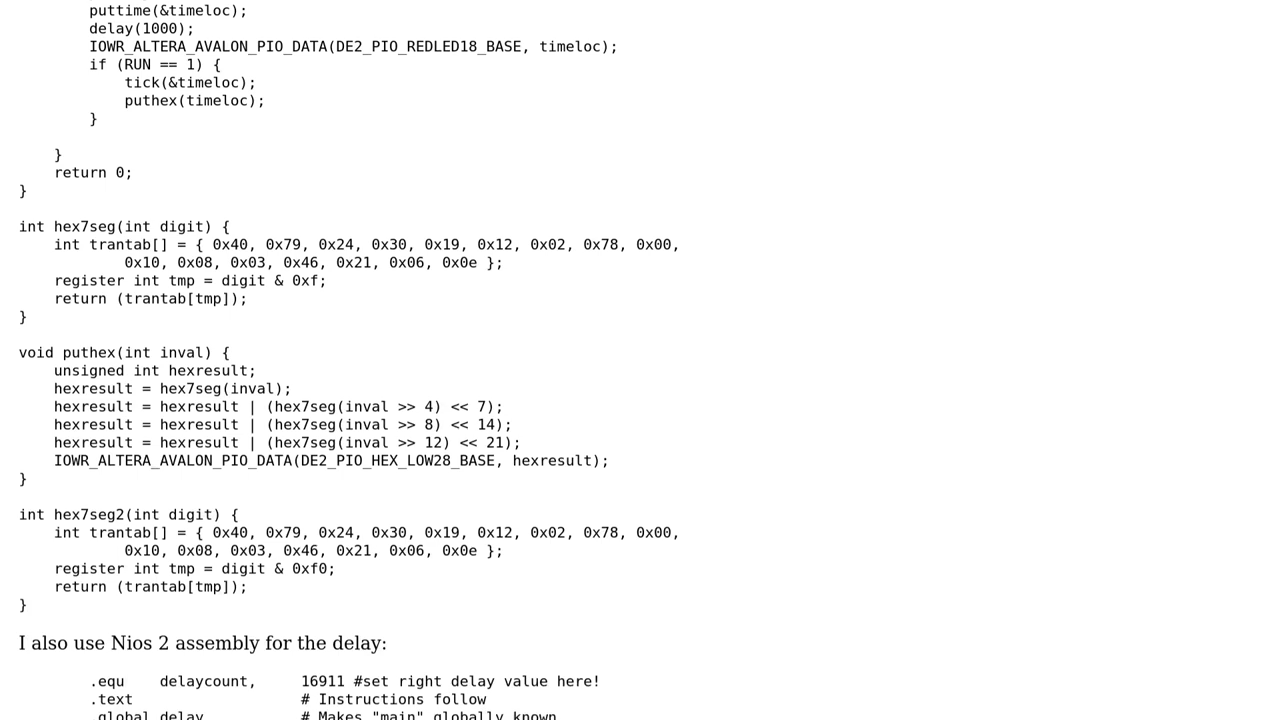 puttime(&timeloc);
delay(1000);
IOWR_ALTERA_AVALON_PIO_DATA(DE2_PIO_REDLED18_BASE, timeloc);
if (RUN == 1) {
tick(&timeloc);
puthex(timeloc);
}
}
return 0;
}
int hex7seg(int digit) {
int trantab[] = { 0x40, 0x79, 0x24, 0x30, 0x19, 0x12, 0x02, 0x78, 0x00,
0x10, 0x08, 0x03, 0x46, 0x21, 0x06, 0x0e };
register int tmp = digit & 0xf;
return (trantab[tmp]);
}
void puthex(int inval) {
unsigned int hexresult;
hexresult = hex7seg(inval);
hexresult = hexresult | (hex7seg(inval >> 4) << 7);
hexresult = hexresult | (hex7seg(inval >> 8) << 14);
hexresult = hexresult | (hex7seg(inval >> 12) << 21);
IOWR_ALTERA_AVALON_PIO_DATA(DE2_PIO_HEX_LOW28_BASE, hexresult);
}
int hex7seg2(int digit) {
int trantab[] = { 0x40, 0x79, 0x24, 0x30, 0x19, 0x12, 0x02, 0x78, 0x00,
0x10, 0x08, 0x03, 0x46, 0x21, 0x06, 0x0e };
register int tmp = digit & 0xf0;
return (trantab[tmp]);
}
I also use Nios 2 assembly for the delay:
.equ delaycount, 16911 #set right delay value here!
.text # Instructions follow
.global delay # Makes "main" globally known